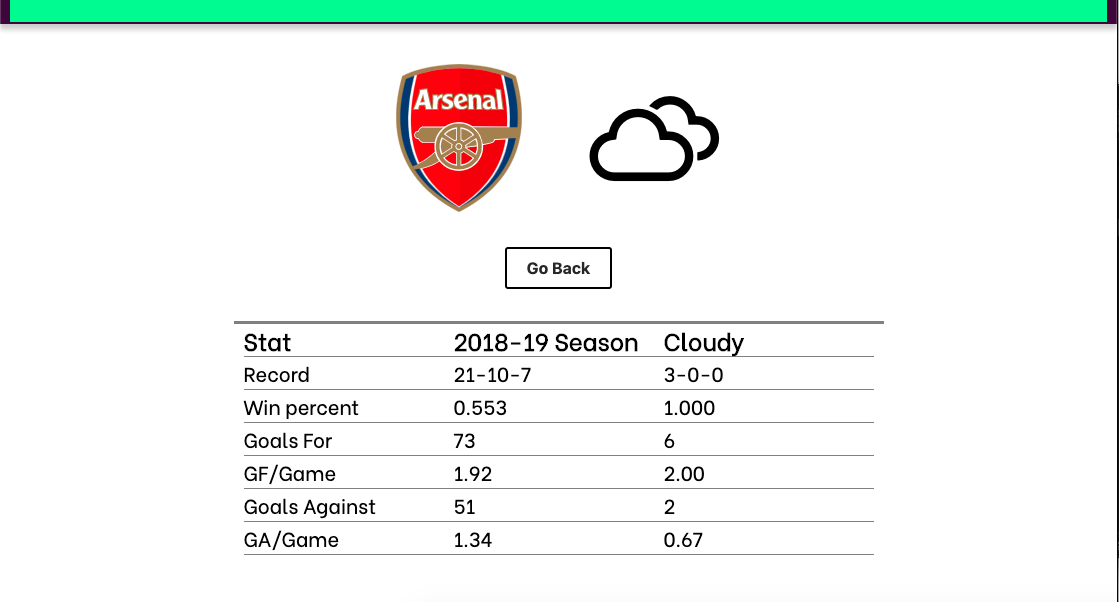 Arsenal
Go Back
Stat 2018-19 Season Cloudy
Record 21-10-7 3-0-0
Win percent 0.553 1.000
Goals For 73 6
GF/Game 1.92 2.00
Goals Against 51 2
GA/Game 1.34 0.67